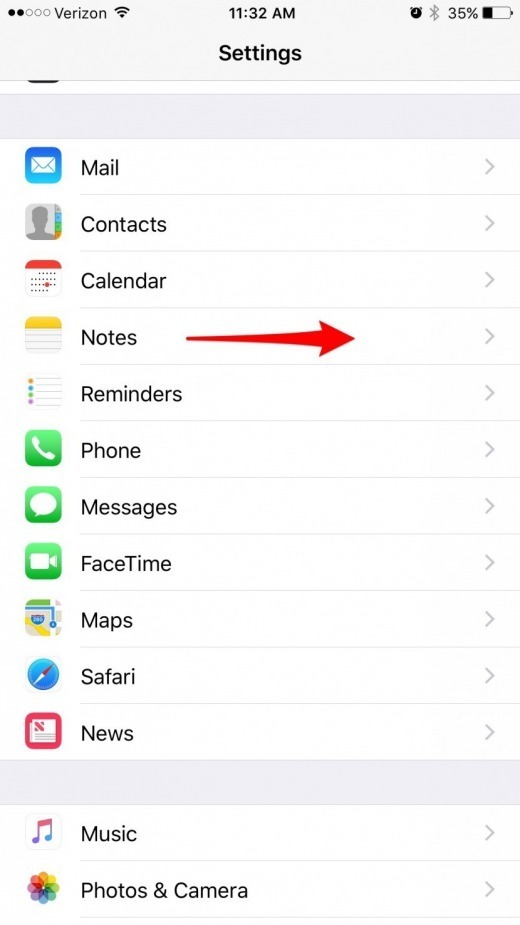 Verizon 11:32 AM 35%
Settings
Mail
Contacts
Calendar
Notes
Reminders
Phone
Messages
FaceTime
Maps
Safari
News
Music
Photos & Camera